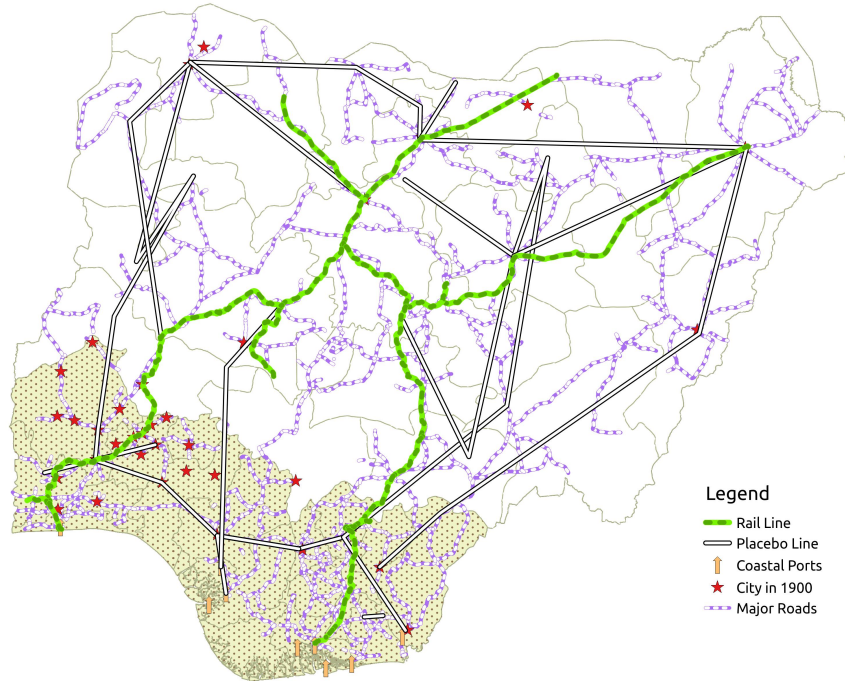 Legend
Rail Line
Placebo Line
Coastal Ports
City in 1900
Major Roads